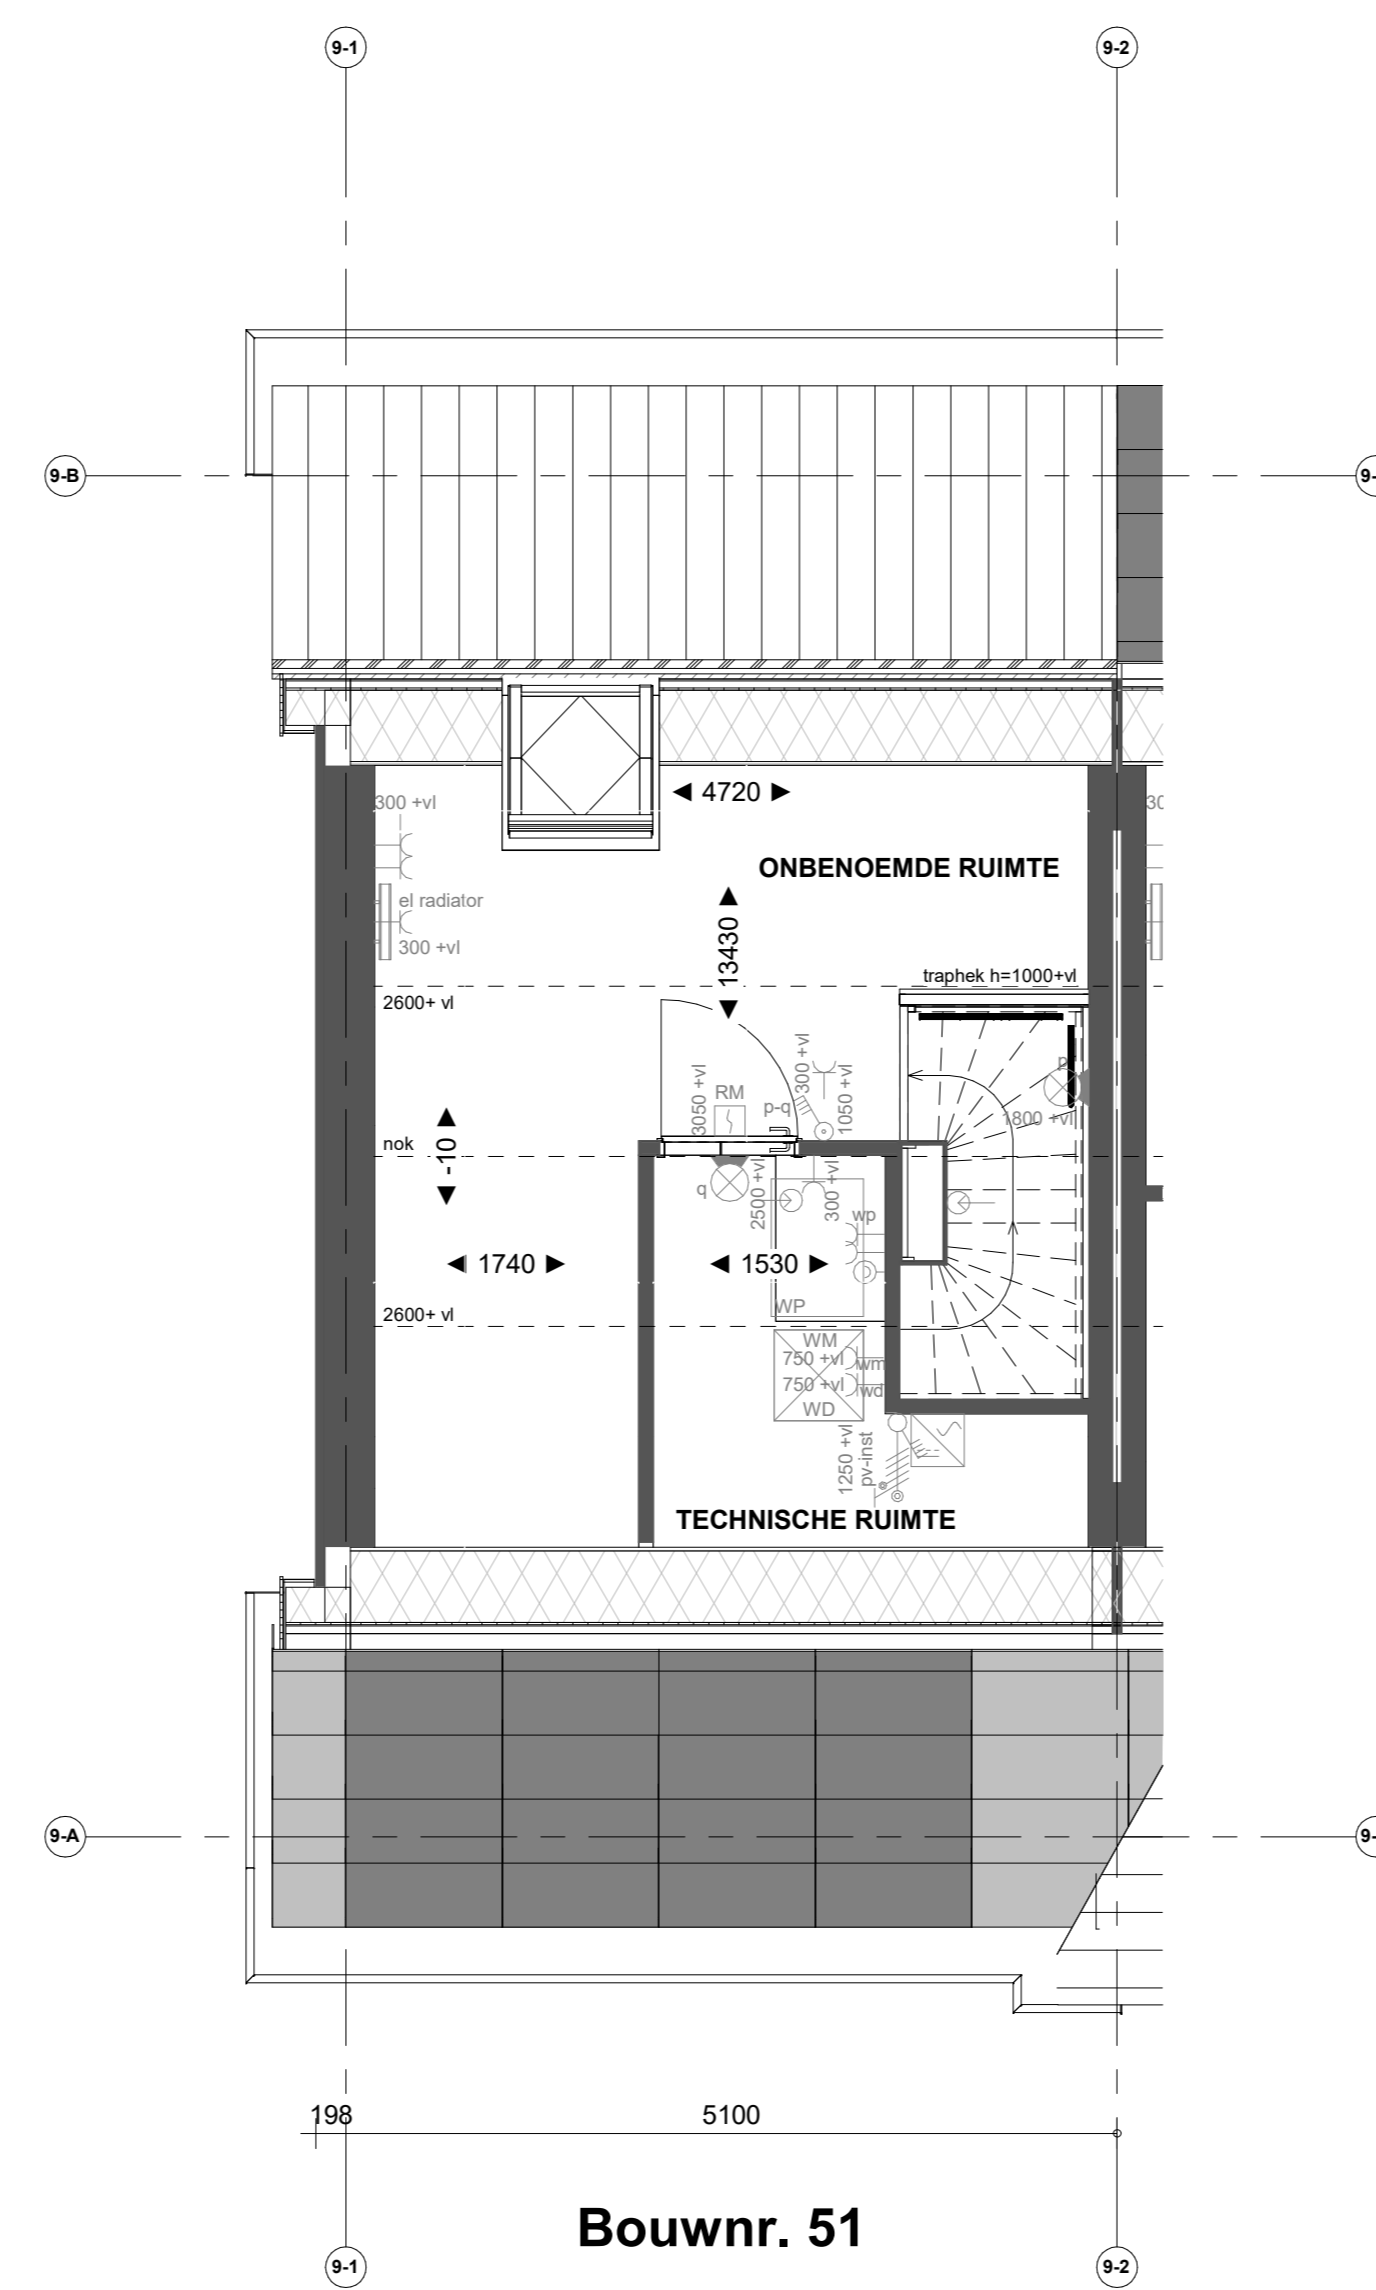 9-1
9-2
9-B
9-
4720
300 +vl
30
ONBENOEMDE RUIMTE
el radiator
300 +vl
13430
traphek h=1000+vl
2600+ vl
300 +vl
p
RM
3050 +vl
p-q
1050 +vl
1800 +vl
nok
-10
q
2500 +vl
300 +vl
wp
1740
1530
WP
2600+ vl
WM
750 +vl
wm
750 +vl
wd
WD
1250 +vl
pv-inst
TECHNISCHE RUIMTE
9-A
9-
198
5100
Bouwnr. 51
9-1
9-2